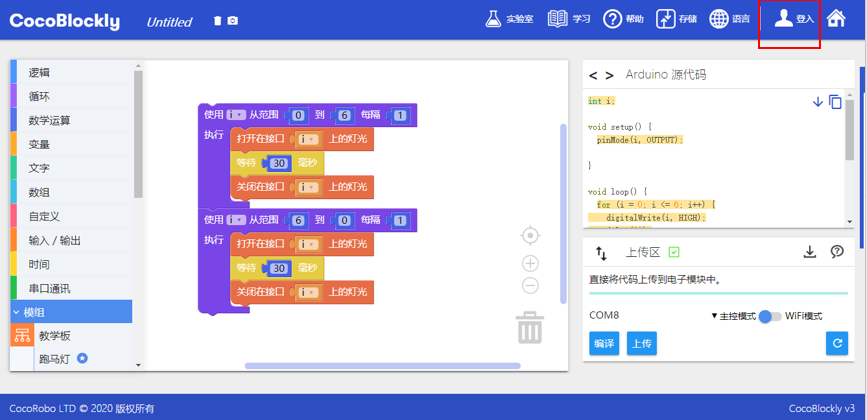 CocoBlockly
Untitled
实验室 学习 帮助 存储 语言 登入
逻辑
循环
数学运算
变量
文字
数组
自定义
输入 / 输出
时间
串口通讯
模组
教学板
跑马灯
使用 i 从范围 0 到 6 每隔 1
执行 打开在接口 i 上的灯光
等待 30 毫秒
关闭在接口 i 上的灯光
使用 i 从范围 6 到 0 每隔 1
执行 打开在接口 i 上的灯光
等待 30 毫秒
关闭在接口 i 上的灯光
< > Arduino 源代码
int i;
void setup() {
pinMode(i, OUTPUT);
}
void loop() {
for (i = 0; i <= 6; i++) {
digitalWrite(i, HIGH);
上传区
直接将代码上传到电子模块中。
COM8 主控模式 WiFi模式
编译 上传
CocoRobo LTD © 2020 版权所有
CocoBlockly v3